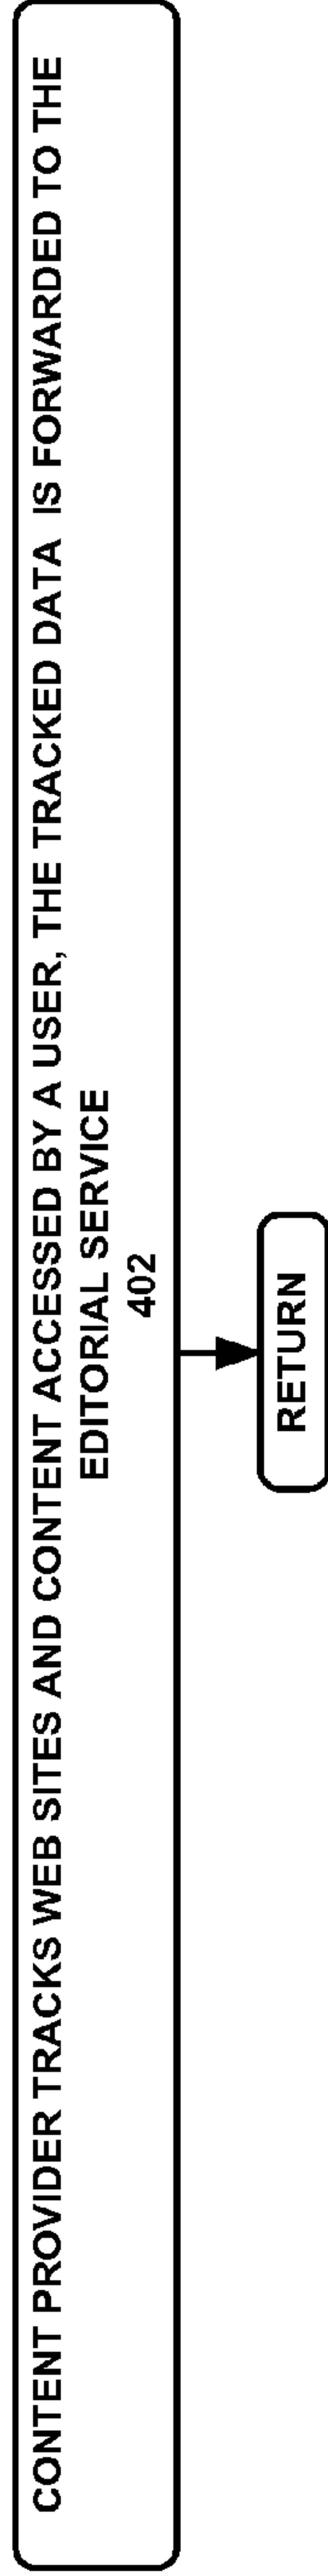 CONTENT PROVIDER TRACKS WEB SITES AND CONTENT ACCESSED BY A USER, THE TRACKED DATA IS FORWARDED TO THE
EDITORIAL SERVICE
402
RETURN